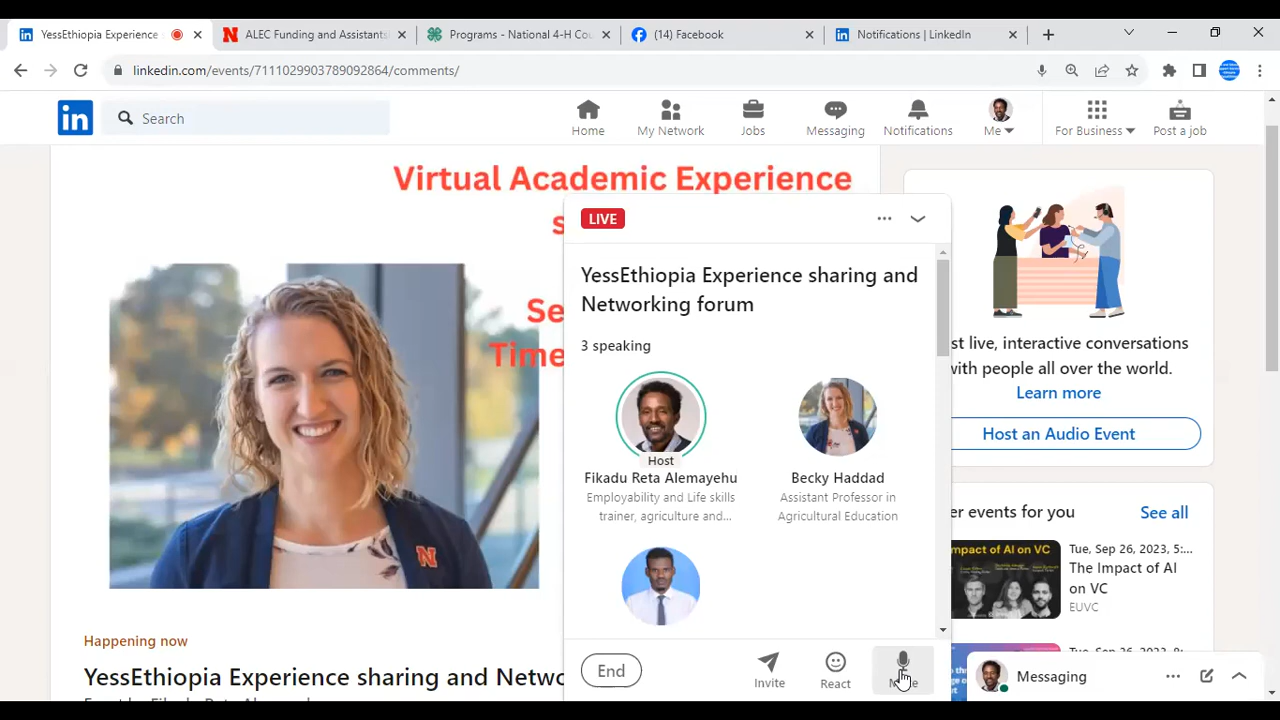 YessEthiopia Experience
ALEC Funding and Assistants
Programs - National 4-H Cou
(14) Facebook
Notifications | LinkedIn
linkedin.com/events/7111029903789092864/comments/
in
Search
Home
My Network
Jobs
Messaging
Notifications
Me
For Business
Post a job
Virtual Academic Experience
s
Se
Time
N
LIVE
YessEthiopia Experience sharing and
Networking forum
3 speaking
Host
Fikadu Reta Alemayehu
Employability and Life skills
trainer, agriculture and...
Becky Haddad
Assistant Professor in
Agricultural Education
End
Invite
React
Happening now
YessEthiopia Experience sharing and Netwo
st live, interactive conversations
with people all over the world.
Learn more
Host an Audio Event
er events for you
See all
mpact of AI on VC
Tue, Sep 26, 2023, 5:...
The Impact of AI
on VC
EUVC
Messaging